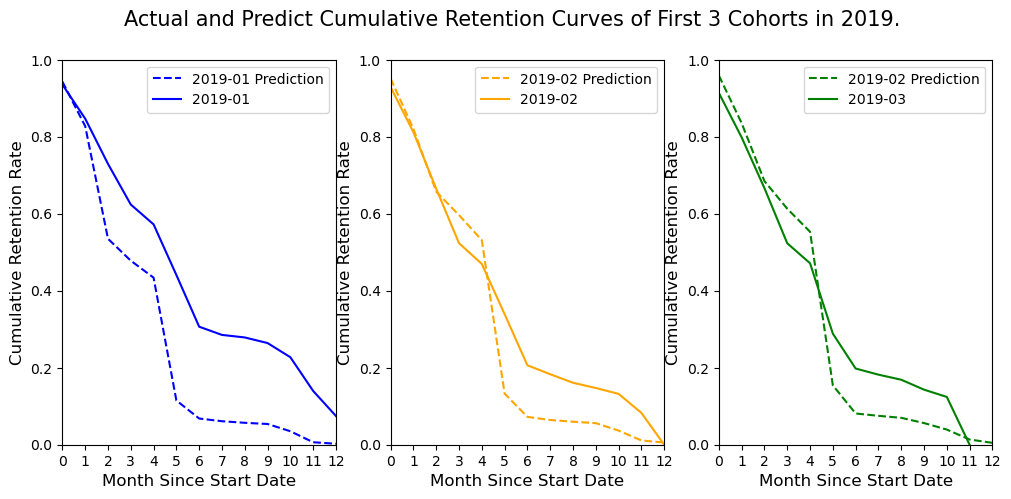 Actual and Predict Cumulative Retention Curves of First 3 Cohorts in 2019.
Cumulative Retention Rate
1.0
0.8
0.6
0.4
0.2
0.0
2019-01 Prediction
2019-01
0 1 2 3 4 5 6 7 8 9 10 11 12
Month Since Start Date
Cumulative Retention Rate
1.0
0.8
0.6
0.4
0.2
0.0
2019-02 Prediction
2019-02
0 1 2 3 4 5 6 7 8 9 10 11 12
Month Since Start Date
Cumulative Retention Rate
1.0
0.8
0.6
0.4
0.2
0.0
2019-02 Prediction
2019-03
0 1 2 3 4 5 6 7 8 9 10 11 12
Month Since Start Date